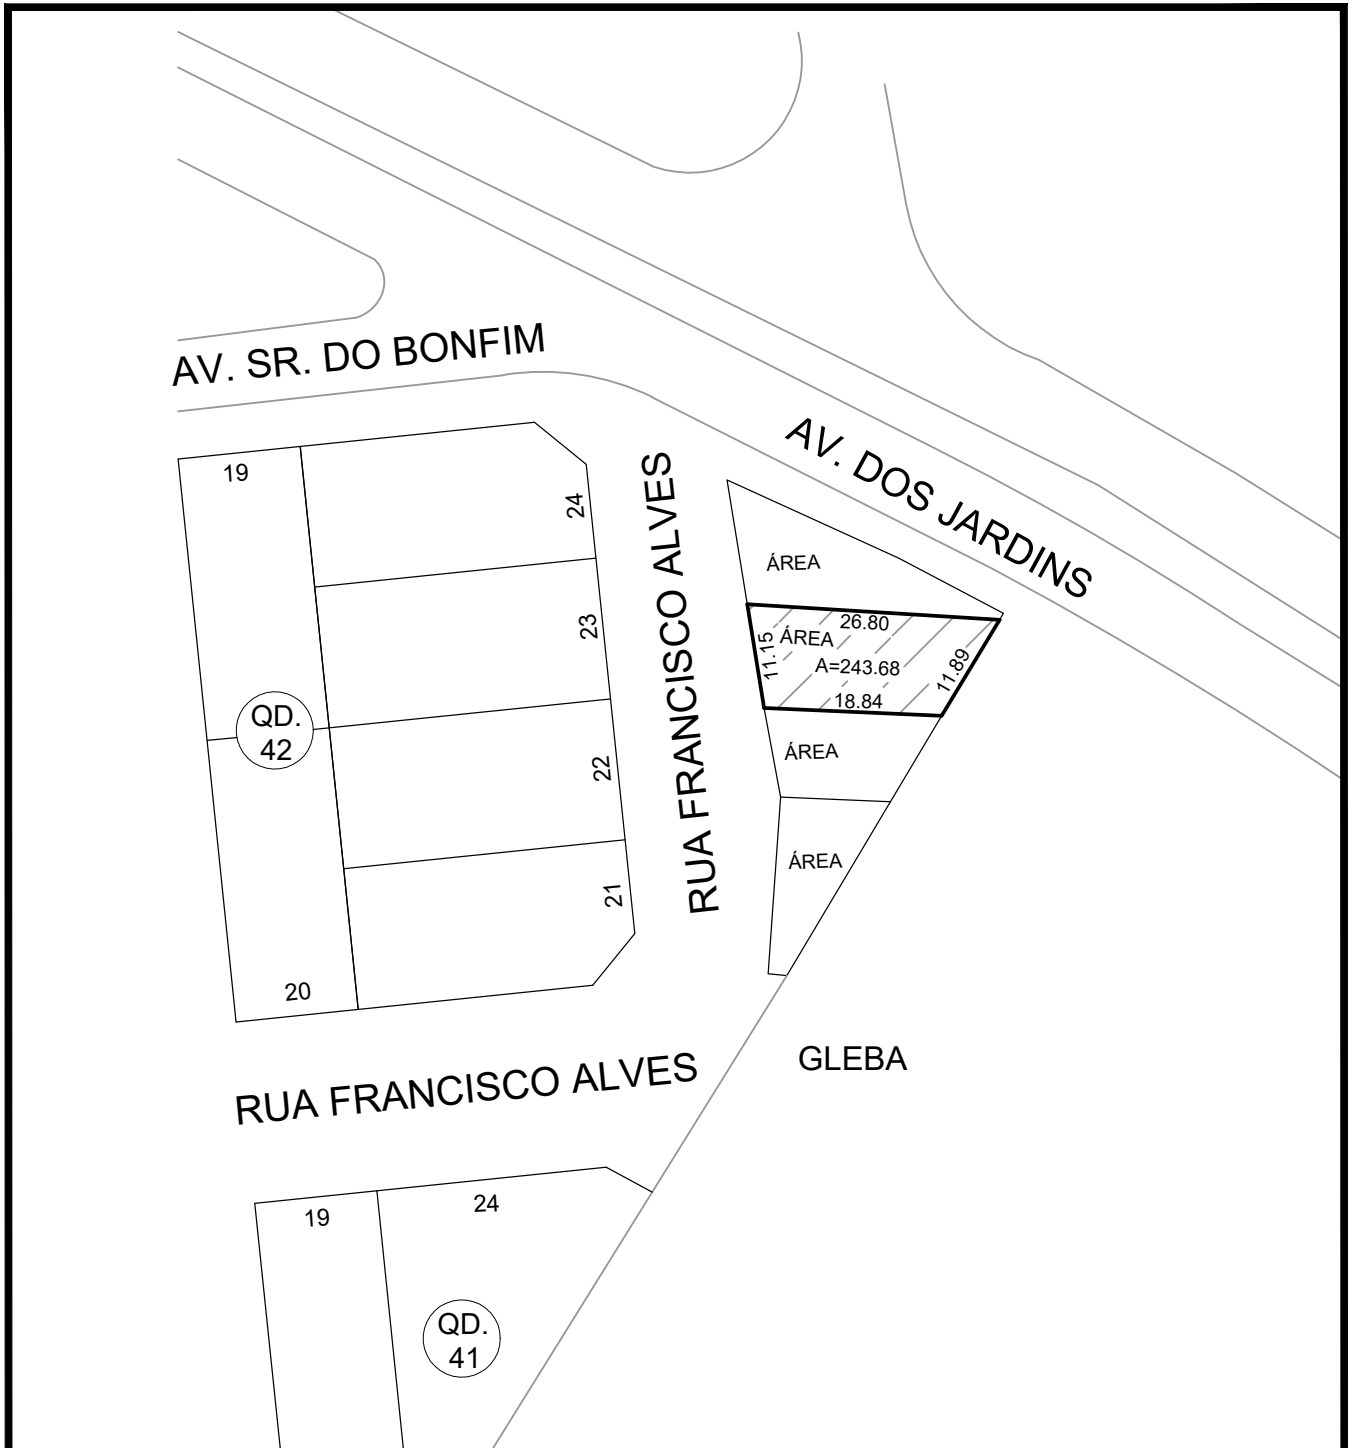 AV. SR. DO BONFIM
AV. DOS JARDINS
19
24
RUA FRANCISCO ALVES
ÁREA
23
26.80
ÁREA
11.15
A=243.68
11.89
18.84
QD.
42
22
ÁREA
ÁREA
21
20
GLEBA
RUA FRANCISCO ALVES
19
24
QD.
41